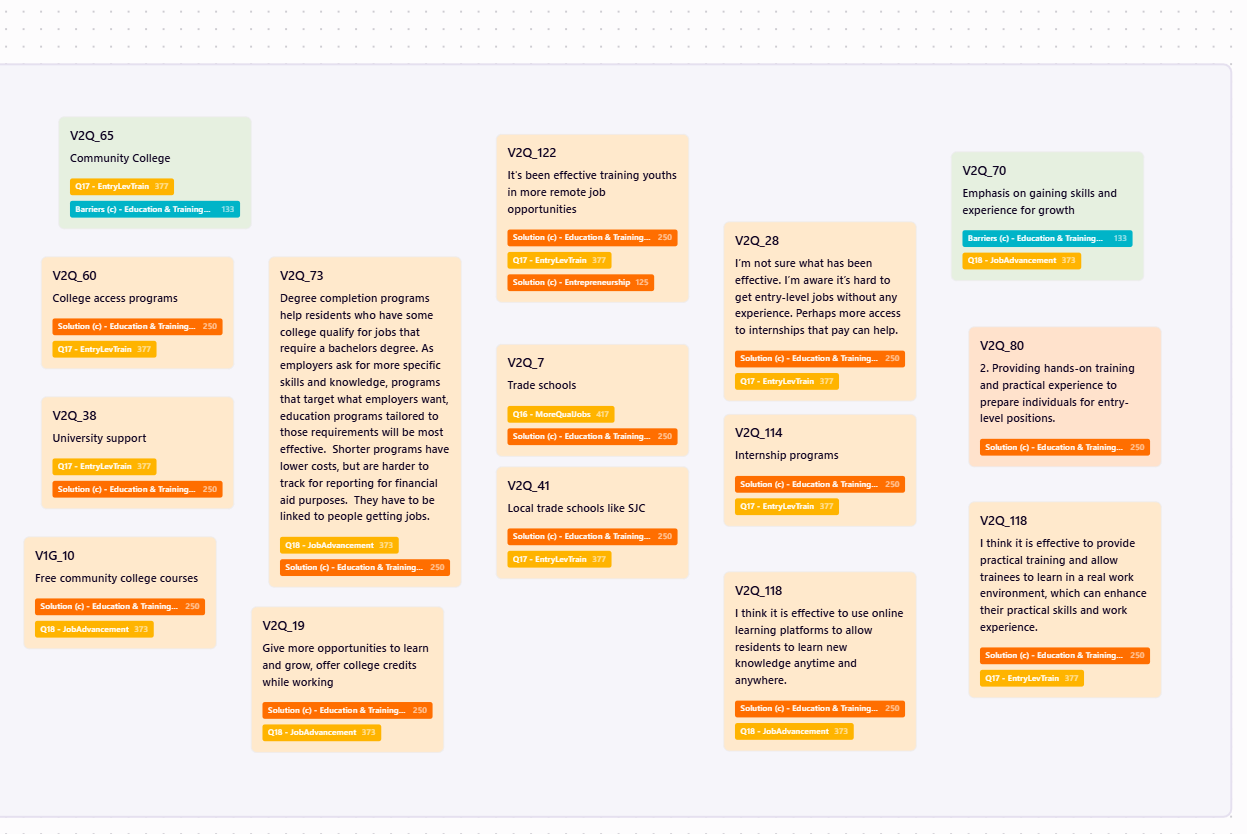 V2Q_65
Community College
Q17 - EntryLevTrain 377
Barriers (c) - Education & Training... 133
V2Q_60
College access programs
Solution (c) - Education & Training... 250
Q17 - EntryLevTrain 377
V2Q_38
University support
Q17 - EntryLevTrain 377
Solution (c) - Education & Training... 250
V1G_10
Free community college courses
Solution (c) - Education & Training... 250
Q18 - JobAdvancement 373
V2Q_73
Degree completion programs
help residents who have some
college qualify for jobs that
require a bachelors degree. As
employers ask for more specific
skills and knowledge, programs
that target what employers want,
education programs tailored to
those requirements will be most
effective.  Shorter programs have
lower costs, but are harder to
track for reporting for financial
aid purposes.  They have to be
linked to people getting jobs.
Q18 - JobAdvancement 373
Solution (c) - Education & Training... 250
V2Q_19
Give more opportunities to learn
and grow, offer college credits
while working
Solution (c) - Education & Training... 250
Q18 - JobAdvancement 373
V2Q_122
It's been effective training youths
in more remote job
opportunities
Solution (c) - Education & Training... 250
Q17 - EntryLevTrain 377
Solution (c) - Entrepreneurship 125
V2Q_7
Trade schools
Q16 - MoreQualJobs 417
Solution (c) - Education & Training... 250
V2Q_41
Local trade schools like SJC
Solution (c) - Education & Training... 250
Q17 - EntryLevTrain 377
V2Q_28
I'm not sure what has been
effective. I'm aware it's hard to
get entry-level jobs without any
experience. Perhaps more access
to internships that pay can help.
Solution (c) - Education & Training... 250
Q17 - EntryLevTrain 377
V2Q_114
Internship programs
Solution (c) - Education & Training... 250
Q17 - EntryLevTrain 377
V2Q_118
I think it is effective to use online
learning platforms to allow
residents to learn new
knowledge anytime and
anywhere.
Solution (c) - Education & Training... 250
Q18 - JobAdvancement 373
V2Q_70
Emphasis on gaining skills and
experience for growth
Barriers (c) - Education & Training... 133
Q18 - JobAdvancement 373
V2Q_80
2. Providing hands-on training
and practical experience to
prepare individuals for entry-
level positions.
Solution (c) - Education & Training... 250
V2Q_118
I think it is effective to provide
practical training and allow
trainees to learn in a real work
environment, which can enhance
their practical skills and work
experience.
Solution (c) - Education & Training... 250
Q17 - EntryLevTrain 377